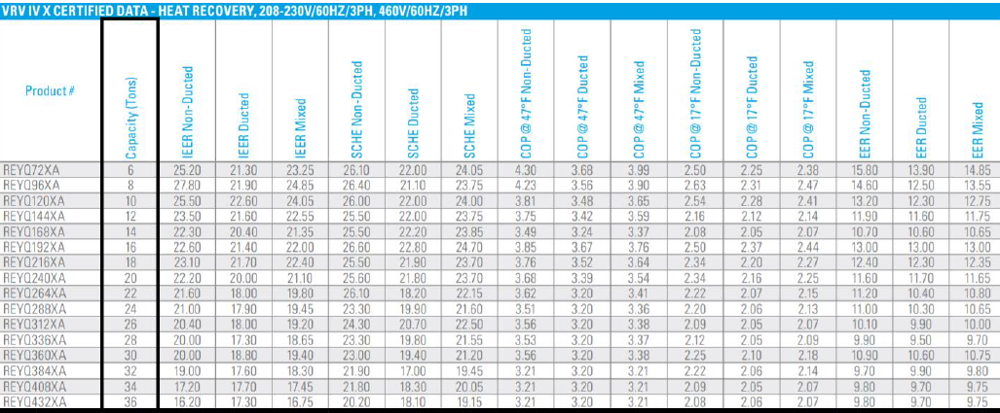 VRV IV X CERTIFIED DATA - HEAT RECOVERY, 208-230V/60HZ/3PH, 460V/60HZ/3PH
Product # Capacity (Tons) IEER Non-Ducted IEER Ducted IEER Mixed SCHE Non-Ducted SCHE Ducted SCHE Mixed COP @ 47°F Non-Ducted COP @ 47°F Ducted COP @ 47°F Mixed COP @ 17°F Non-Ducted COP @ 17°F Ducted COP @ 17°F Mixed EER Non-Ducted EER Ducted EER Mixed
REYQ72XA 6 25.20 21.30 23.25 26.10 22.00 24.05 4.30 3.68 3.99 2.50 2.25 2.38 15.80 13.90 14.85
REYQ96XA 8 27.80 21.90 24.85 26.40 21.10 23.75 4.23 3.56 3.90 2.63 2.31 2.47 14.60 12.50 13.55
REYQ120XA 10 25.50 22.60 24.05 26.00 22.00 24.00 3.81 3.48 3.65 2.54 2.28 2.41 13.20 12.30 12.75
REYQ144XA 12 23.50 21.60 22.55 25.50 22.00 23.75 3.75 3.42 3.59 2.16 2.12 2.14 11.90 11.60 11.75
REYQ168XA 14 22.30 20.40 21.35 25.50 22.20 23.85 3.49 3.24 3.37 2.08 2.05 2.07 10.70 10.60 10.65
REYQ192XA 16 22.60 21.40 22.00 26.60 22.80 24.70 3.85 3.67 3.76 2.50 2.37 2.44 13.00 13.00 13.00
REYQ216XA 18 23.10 21.70 22.40 25.50 21.90 23.70 3.76 3.52 3.64 2.34 2.20 2.27 12.40 12.30 12.35
REYQ240XA 20 22.20 20.00 21.10 25.60 21.80 23.70 3.68 3.39 3.54 2.34 2.16 2.25 11.60 11.70 11.65
REYQ264XA 22 21.60 18.00 19.80 26.10 18.20 22.15 3.62 3.20 3.41 2.22 2.07 2.15 11.20 10.40 10.80
REYQ288XA 24 21.00 17.90 19.45 23.30 19.90 21.60 3.51 3.20 3.36 2.20 2.06 2.13 11.00 10.30 10.65
REYQ312XA 26 20.40 18.00 19.20 24.30 20.70 22.50 3.56 3.20 3.38 2.09 2.05 2.07 10.10 9.90 10.00
REYQ336XA 28 20.00 17.30 18.65 23.30 19.80 21.55 3.53 3.20 3.37 2.12 2.05 2.09 9.90 9.50 9.70
REYQ360XA 30 20.00 18.80 19.40 23.00 19.40 21.20 3.56 3.20 3.38 2.25 2.10 2.18 10.90 10.60 10.75
REYQ384XA 32 19.00 17.60 18.30 21.90 17.00 19.45 3.21 3.20 3.21 2.22 2.06 2.14 9.70 9.90 9.80
REYQ408XA 34 17.20 17.70 17.45 21.80 18.30 20.05 3.21 3.20 3.21 2.09 2.05 2.07 9.80 9.70 9.75
REYQ432XA 36 16.20 17.30 16.75 20.20 18.10 19.15 3.21 3.20 3.21 2.08 2.06 2.07 9.80 9.70 9.75